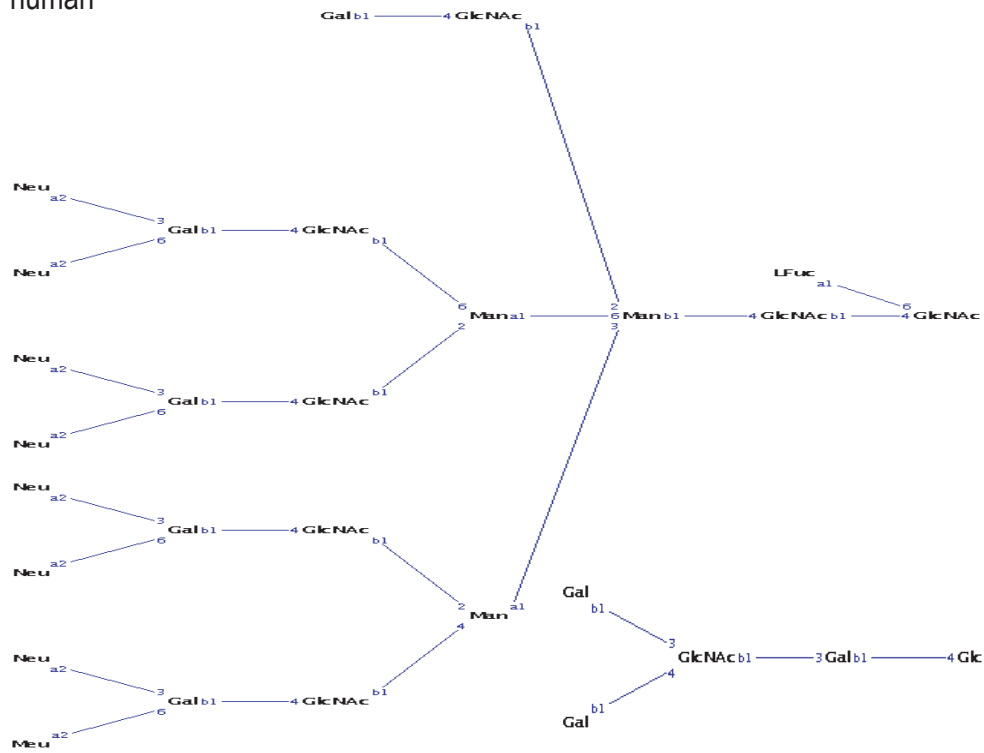 human
Gal b1 4 GlcNAc b1
Neu a2
3 Gal b1 4 GlcNAc b1
6
Neu a2
LFuc a1
6
6 Man a1 6 Man b1 4 GlcNAc b1 4 GlcNAc
2
2
3
Neu a2
3 Gal b1 4 GlcNAc b1
6
Neu a2
Neu a2
3 Gal b1 4 GlcNAc b1
6
Neu a2
2 Man a1
4
Gal b1
3 GlcNAc b1 3 Gal b1 4 Glc
4
Gal b1
Neu a2
3 Gal b1 4 GlcNAc b1
6
Meu a2